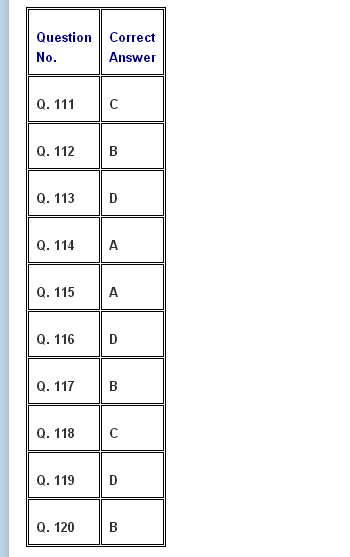 Question Correct
No. Answer
Q. 111 C
Q. 112 B
Q. 113 D
Q. 114 A
Q. 115 A
Q. 116 D
Q. 117 B
Q. 118 C
Q. 119 D
Q. 120 B